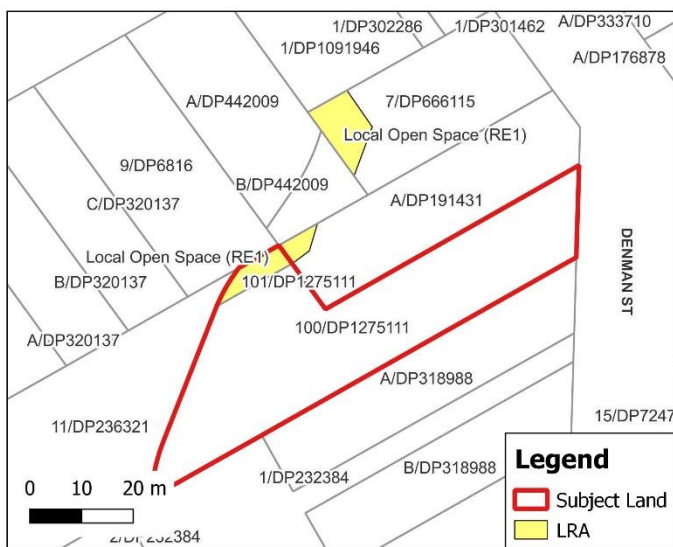 1/DP302286
1/DP1091946
1/DP301462
A/DP333710
A/DP176878
A/DP442009
7/DP666115
Local Open Space (RE1)
9/DP6816
B/DP442009
C/DP320137
A/DP191431
Local Open Space (RE1)
101/DP1275111
B/DP320137
DENMAN ST
100/DP1275111
A/DP320137
A/DP318988
11/DP236321
15/DP7247
1/DP232384
B/DP318988
Legend
0 10 20 m
Subject Land
LRA